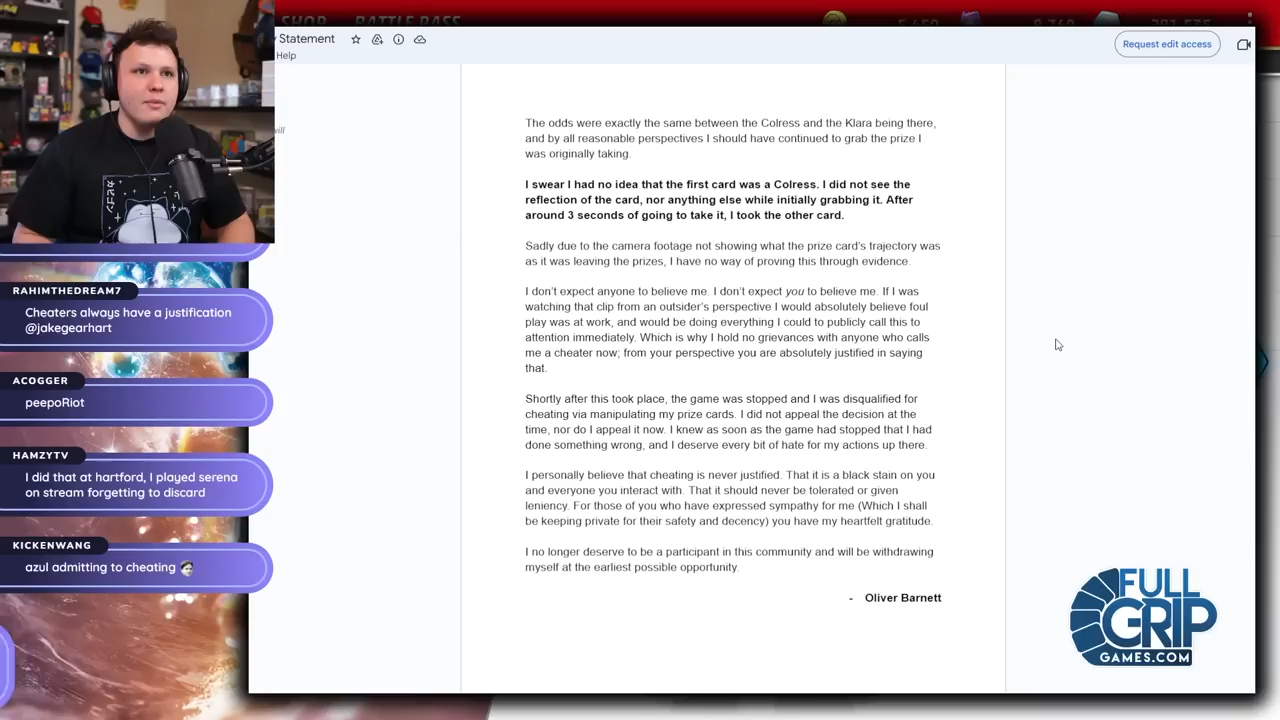 SHOP BATTLE PASS
Statement
Request edit access
Help
The odds were exactly the same between the Colress and the Klara being there,
and by all reasonable perspectives I should have continued to grab the prize I
was originally taking.
I swear I had no idea that the first card was a Colress. I did not see the
reflection of the card, nor anything else while initially grabbing it. After
around 3 seconds of going to take it, I took the other card.
Sadly due to the camera footage not showing what the prize card's trajectory was
as it was leaving the prizes, I have no way of proving this through evidence.
I don't expect anyone to believe me. I don't expect you to believe me. If I was
watching that clip from an outsider's perspective I would absolutely believe foul
play was at work, and would be doing everything I could to publicly call this to
attention immediately. Which is why I hold no grievances with anyone who calls
me a cheater now; from your perspective you are absolutely justified in saying
that.
Shortly after this took place, the game was stopped and I was disqualified for
cheating via manipulating my prize cards. I did not appeal the decision at the
time, nor do I appeal it now. I knew as soon as the game had stopped that I had
done something wrong, and I deserve every bit of hate for my actions up there.
I personally believe that cheating is never justified. That it is a black stain on you
and everyone you interact with. That it should never be tolerated or given
leniency. For those of you who have expressed sympathy for me (Which I shall
be keeping private for their safety and decency) you have my heartfelt gratitude.
I no longer deserve to be a participant in this community and will be withdrawing
myself at the earliest possible opportunity.
- Oliver Barnett
RAHIMTHEDREAM7
Cheaters always have a justification
@jakegearhart
ACOGGER
peepoRiot
HAMZYTV
I did that at hartford, I played serena
on stream forgetting to discard
KICKENWANG
azul admitting to cheating
FULL
GRIP
GAMES.COM